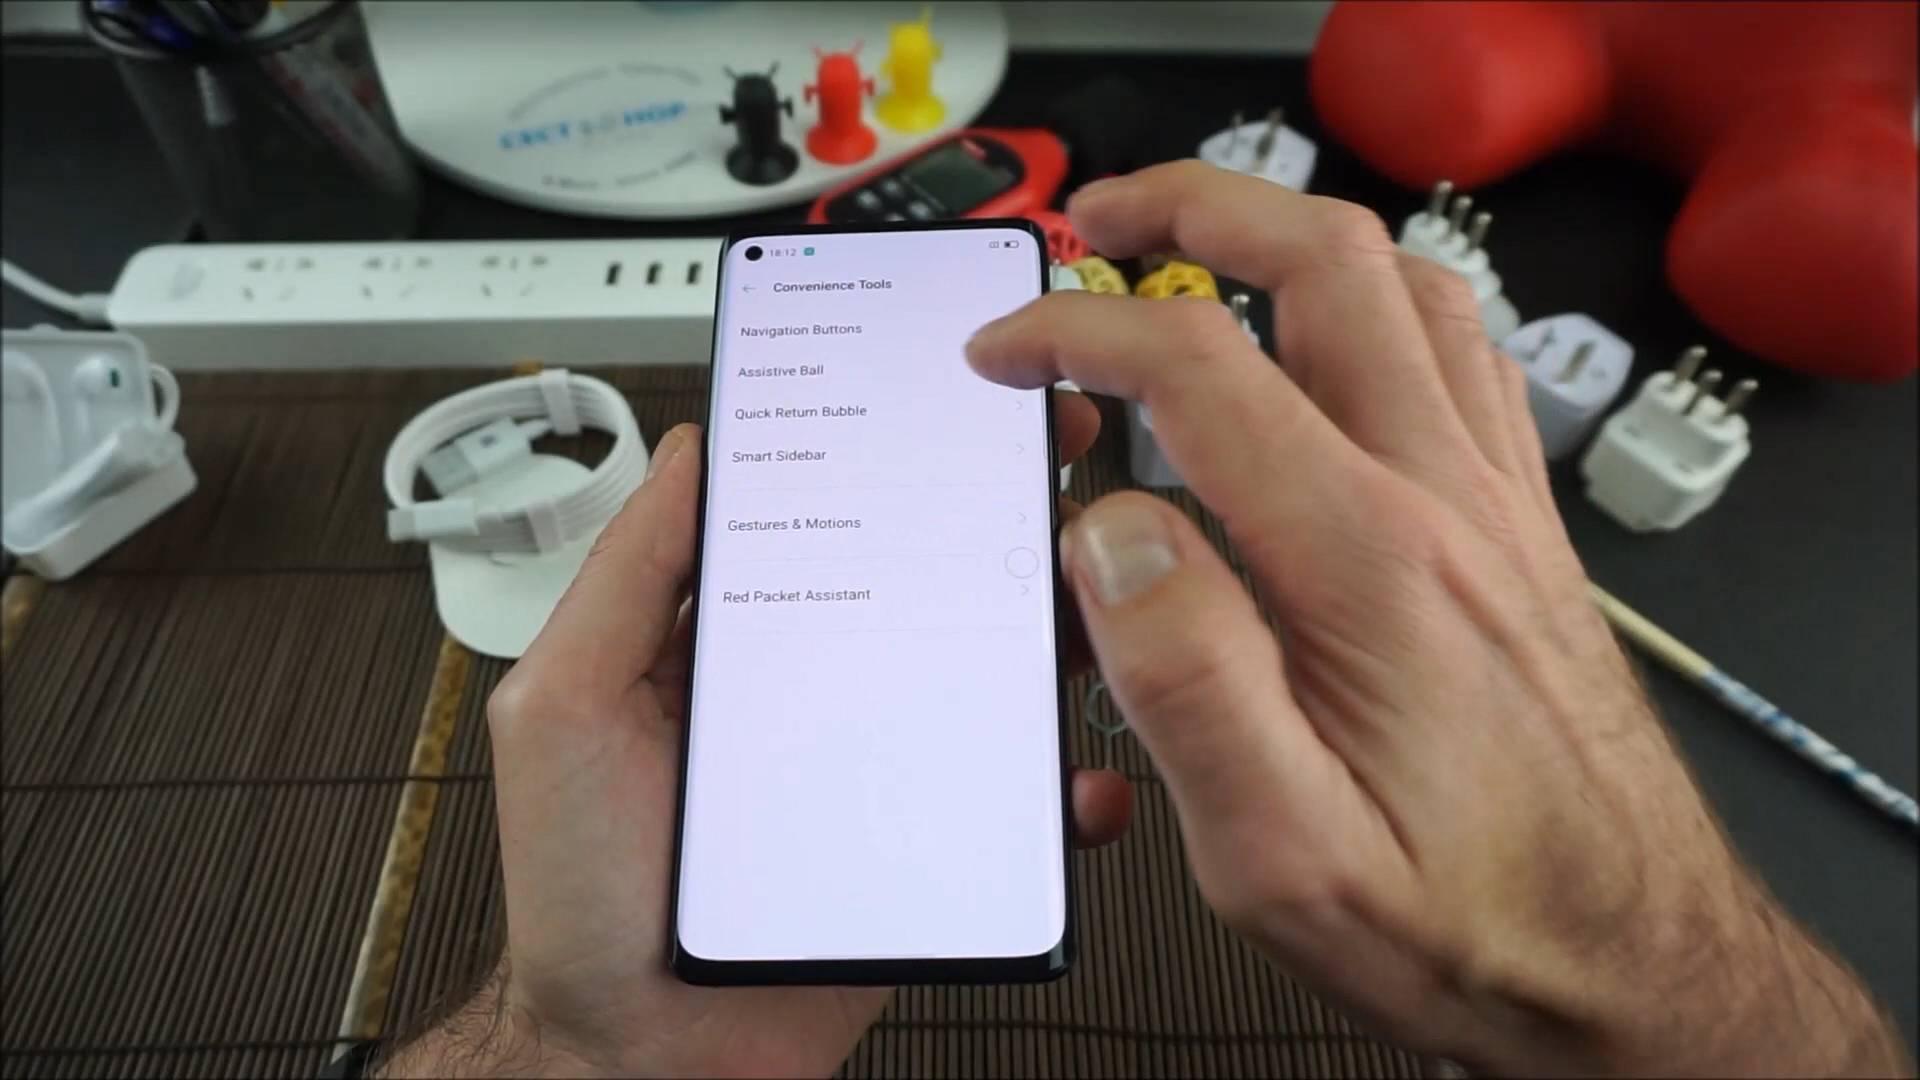 18:12
Convenience Tools
Navigation Buttons
Assistive Ball
Quick Return Bubble
Smart Sidebar
Gestures & Motions
Red Packet Assistant